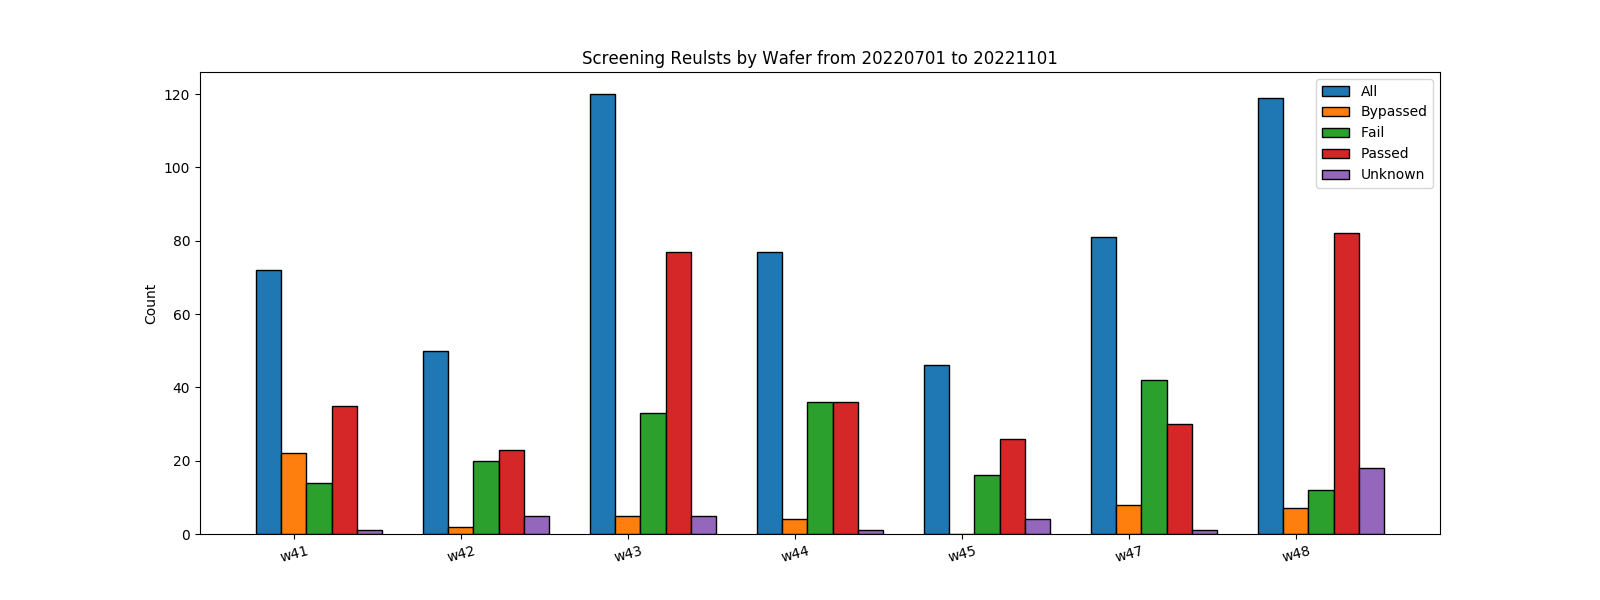 Screening Reulsts by Wafer from 20220701 to 20221101
120
100
80
60
40
20
0
Count
All
Bypassed
Fail
Passed
Unknown
w41 w42 w43 w44 w45 w47 w48